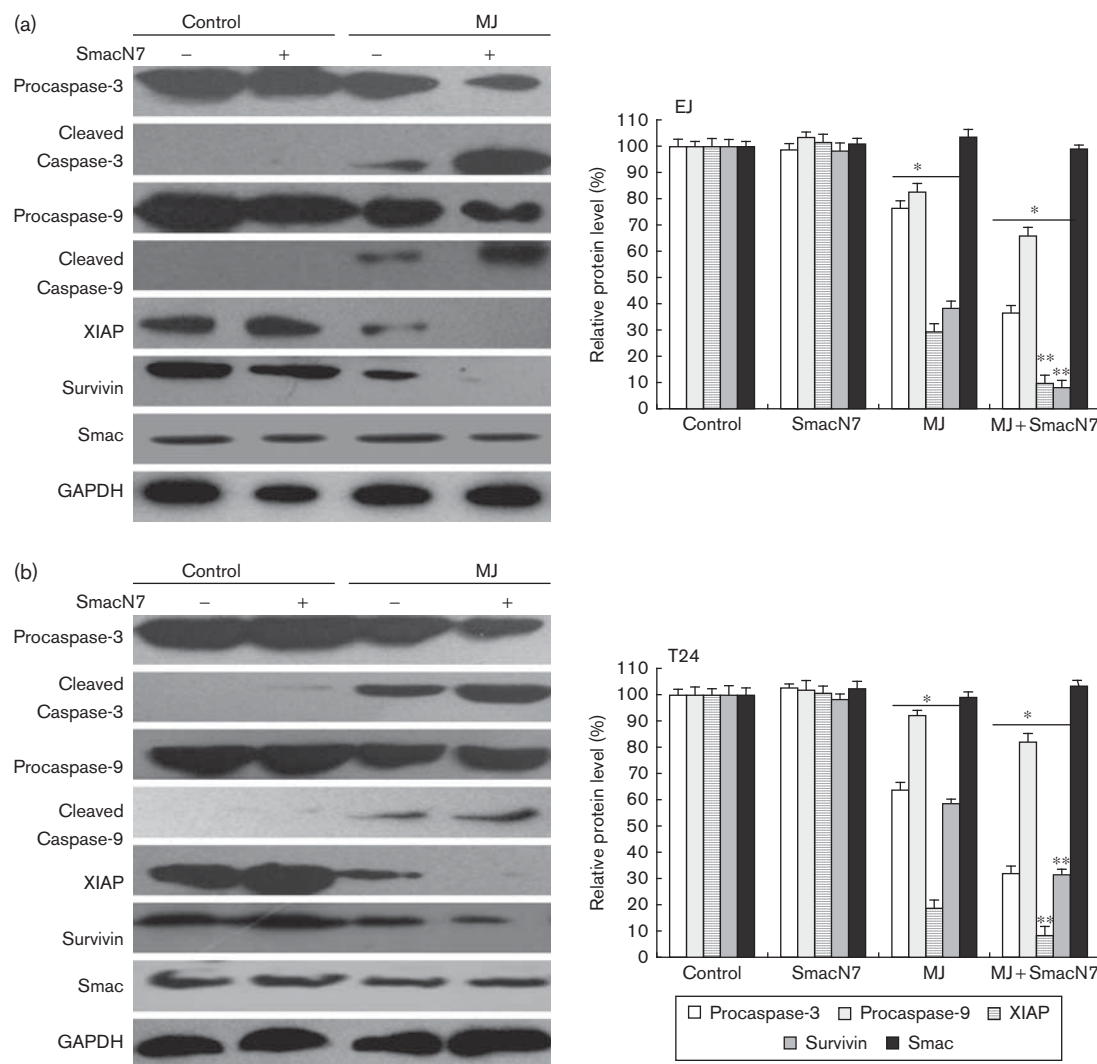 (a)
Control MJ
SmacN7 − + − +
Procaspase-3
Cleaved
Caspase-3
Procaspase-9
Cleaved
Caspase-9
XIAP
Survivin
Smac
GAPDH
EJ
Relative protein level (%)
110
100
90
80
70
60
50
40
30
20
10
0
*
*
**
**
Control SmacN7 MJ MJ+SmacN7
(b)
Control MJ
SmacN7 − + − +
Procaspase-3
Cleaved
Caspase-3
Procaspase-9
Cleaved
Caspase-9
XIAP
Survivin
Smac
GAPDH
T24
Relative protein level (%)
110
100
90
80
70
60
50
40
30
20
10
0
*
*
**
**
Control SmacN7 MJ MJ+SmacN7
Procaspase-3 Procaspase-9 XIAP
Survivin Smac